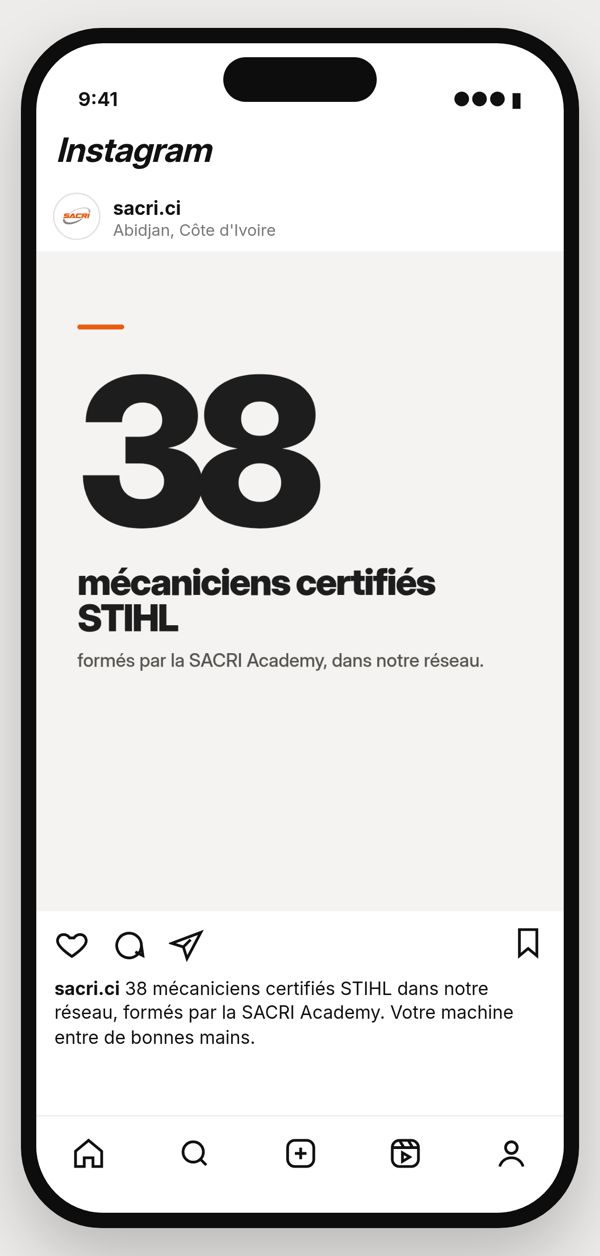 9:41
Instagram
SACRI
sacri.ci
Abidjan, Côte d'Ivoire
38
mécaniciens certifiés
STIHL
formés par la SACRI Academy, dans notre réseau.
sacri.ci 38 mécaniciens certifiés STIHL dans notre
réseau, formés par la SACRI Academy. Votre machine
entre de bonnes mains.